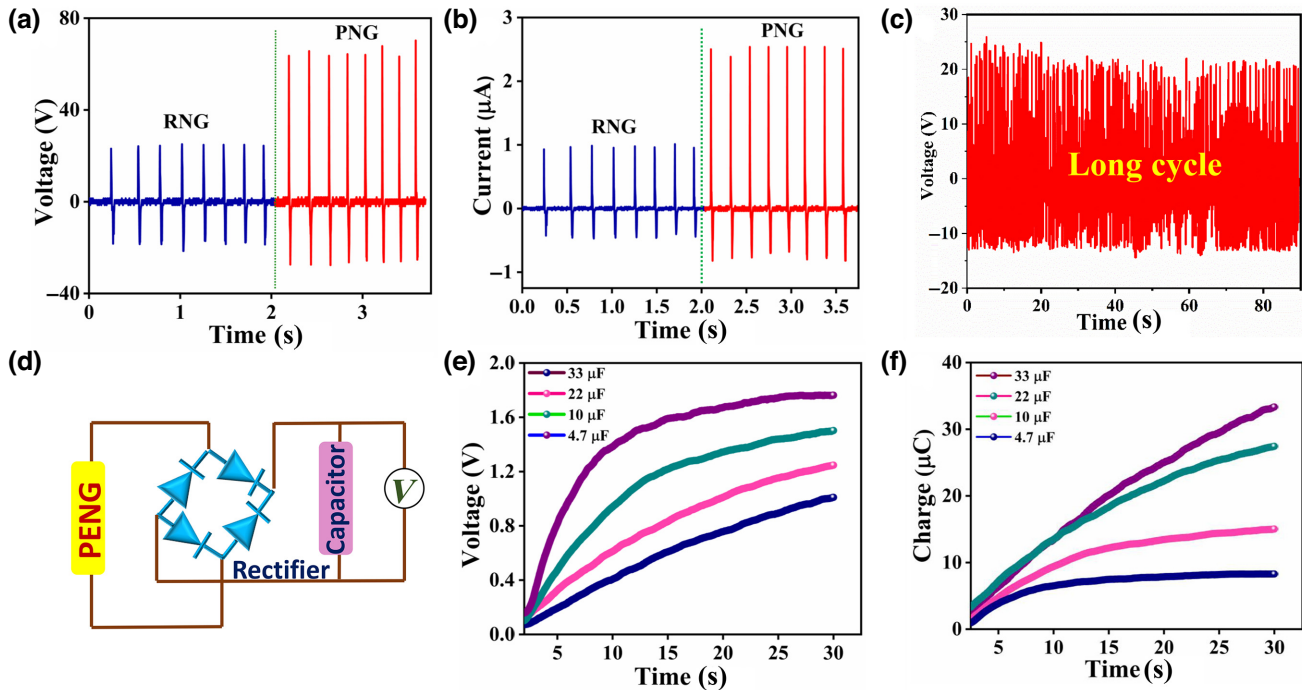 (a)
80
40
0
−40
Voltage (V)
RNG
PNG
0 1 2 3
Time (s)
(b)
3
2
1
0
−1
Current (μA)
RNG
PNG
0.0 0.5 1.0 1.5 2.0 2.5 3.0 3.5
Time (s)
(c)
30
20
10
0
−10
−20
Voltage (V)
Long cycle
0 20 40 60 80
Time (s)
(d)
PENG
Rectifier
Capacitor
V
(e)
2.0
1.6
1.2
0.8
0.4
0.0
Voltage (V)
33 μF
22 μF
10 μF
4.7 μF
5 10 15 20 25 30
Time (s)
(f)
40
30
20
10
0
Charge (μC)
33 μF
22 μF
10 μF
4.7 μF
5 10 15 20 25 30
Time (s)